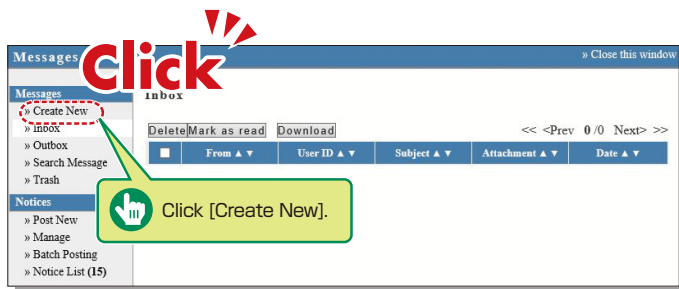 Messages
» Close this window
Click
Messages
» Create New
» Inbox
» Outbox
» Search Message
» Trash
Notices
» Post New
» Manage
» Batch Posting
» Notice List (15)
Inbox
Delete Mark as read Download
<< <Prev 0 /0 Next> >>
From ▲ ▼ User ID ▲ ▼ Subject ▲ ▼ Attachment ▲ ▼ Date ▲ ▼
Click [Create New].